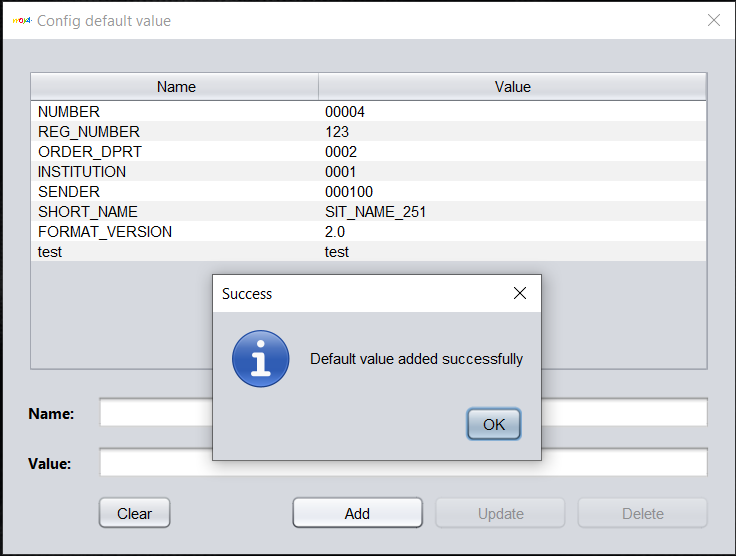 Config default value
Name Value
NUMBER 00004
REG_NUMBER 123
ORDER_DPRT 0002
INSTITUTION 0001
SENDER 000100
SHORT_NAME SIT_NAME_251
FORMAT_VERSION 2.0
test test
Success
Default value added successfully
OK
Name:
Value:
Clear Add Update Delete